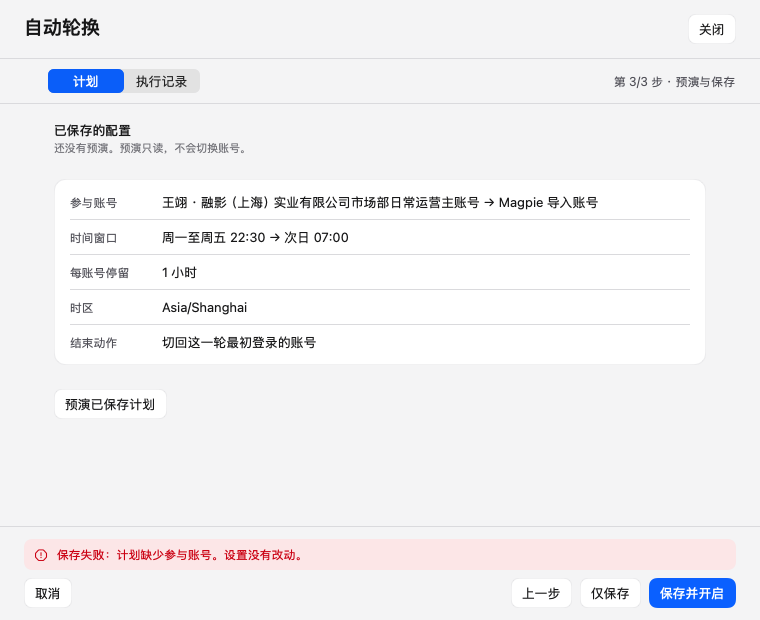 自动轮换
关闭
计划 执行记录 第 3/3 步 · 预演与保存
已保存的配置
还没有预演。预演只读，不会切换账号。
参与账号 王翊 · 融影（上海）实业有限公司市场部日常运营主账号 → Magpie 导入账号
时间窗口 周一至周五 22:30 → 次日 07:00
每账号停留 1 小时
时区 Asia/Shanghai
结束动作 切回这一轮最初登录的账号
预演已保存计划
保存失败：计划缺少参与账号。设置没有改动。
取消 上一步 仅保存 保存并开启